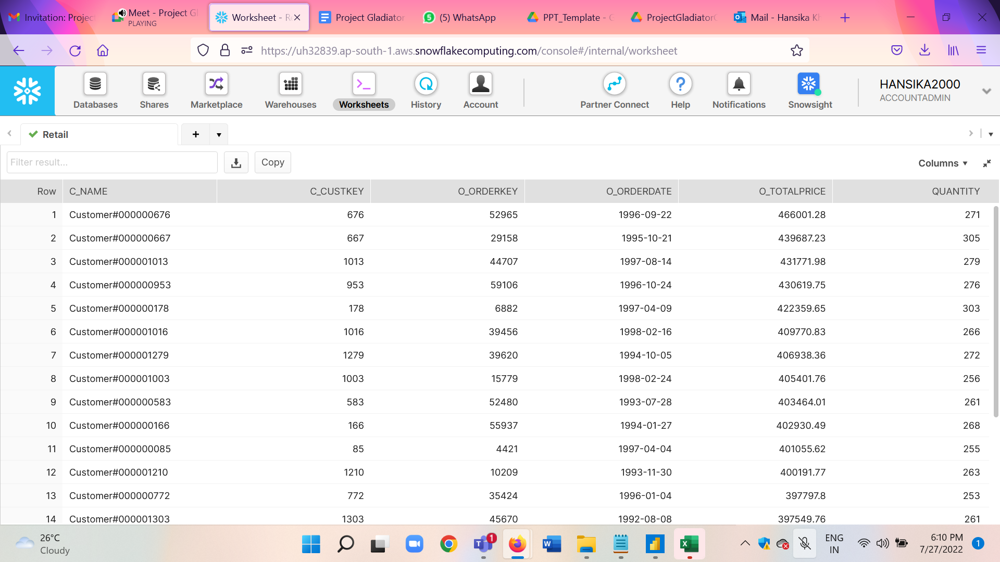 Invitation: Projec
Meet - Project Gl
PLAYING
Worksheet - R
Project Gladiator
(5) WhatsApp
PPT_Template - G
ProjectGladiator
Mail - Hansika Kh
https://uh32839.ap-south-1.aws.snowflakecomputing.com/console#/internal/worksheet
Databases
Shares
Marketplace
Warehouses
Worksheets
History
Account
Partner Connect
Help
Notifications
Snowsight
HANSIKA2000
ACCOUNTADMIN
Retail
Filter result...
Copy
Columns
Row C_NAME C_CUSTKEY O_ORDERKEY O_ORDERDATE O_TOTALPRICE QUANTITY
1 Customer#000000676 676 52965 1996-09-22 466001.28 271
2 Customer#000000667 667 29158 1995-10-21 439687.23 305
3 Customer#000001013 1013 44707 1997-08-14 431771.98 279
4 Customer#000000953 953 59106 1996-10-24 430619.75 276
5 Customer#000000178 178 6882 1997-04-09 422359.65 303
6 Customer#000001016 1016 39456 1998-02-16 409770.83 266
7 Customer#000001279 1279 39620 1994-10-05 406938.36 272
8 Customer#000001003 1003 15779 1998-02-24 405401.76 256
9 Customer#000000583 583 52480 1993-07-28 403464.01 261
10 Customer#000000166 166 55937 1994-01-27 402930.49 268
11 Customer#000000085 85 4421 1997-04-04 401055.62 255
12 Customer#000001210 1210 10209 1993-11-30 400191.77 263
13 Customer#000000772 772 35424 1996-01-04 397797.8 253
14 Customer#000001303 1303 45670 1992-08-08 397549.76 261
26°C
Cloudy
1
ENG
IN
6:10 PM
7/27/2022
1